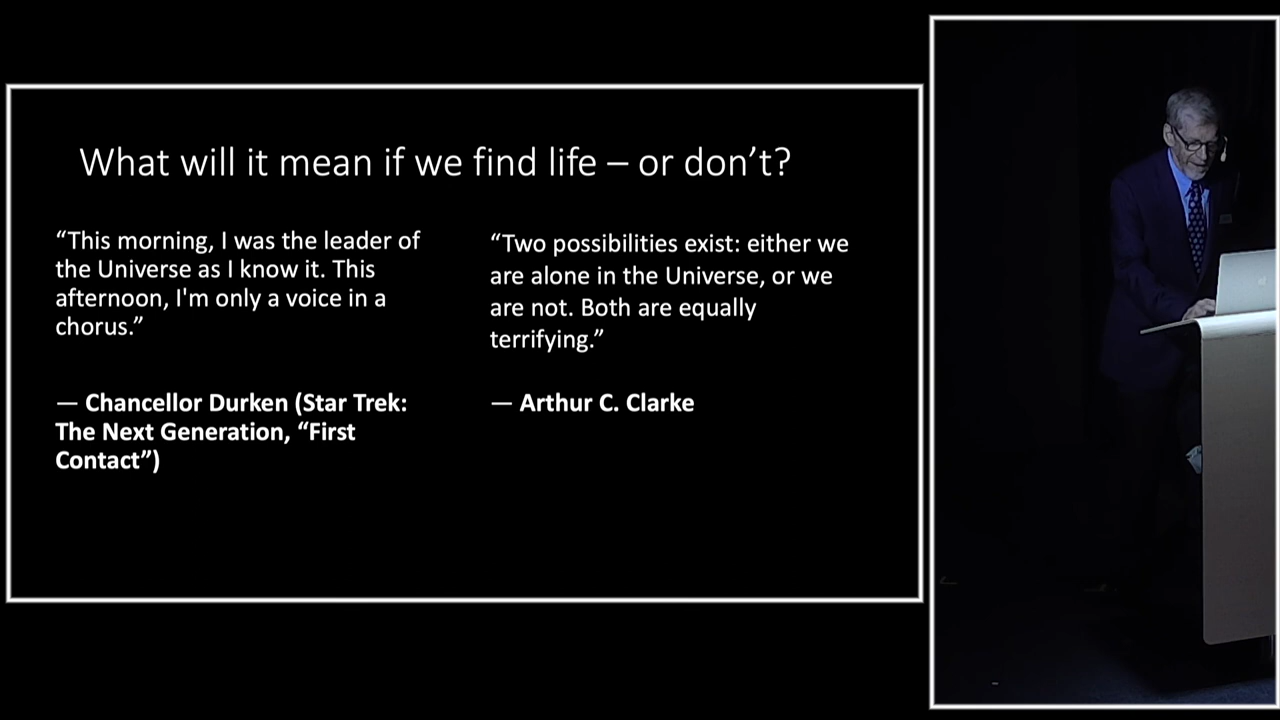 What will it mean if we find life – or don’t?
“This morning, I was the leader of
the Universe as I know it. This
afternoon, I'm only a voice in a
chorus.”
— Chancellor Durken (Star Trek:
The Next Generation, “First
Contact”)
“Two possibilities exist: either we
are alone in the Universe, or we
are not. Both are equally
terrifying.”
— Arthur C. Clarke